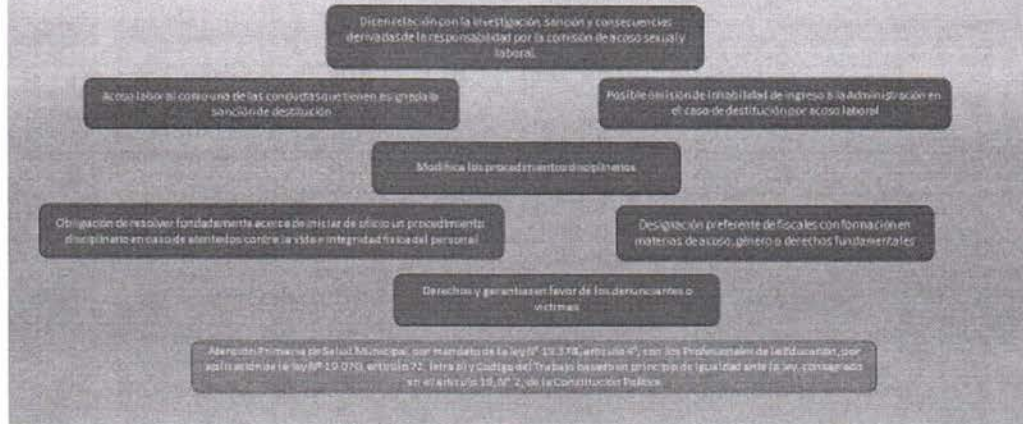 Dicen relación con la investigación, sanción y consecuencias
derivadas de la responsabilidad por la comisión de acoso sexual y
laboral.
Acoso laboral como una de las conductas que tienen asignada la
sanción de destitución
Posible omisión de inhabilidad de ingreso a la Administración en
el caso de destitución por acoso laboral
Modifica los procedimientos disciplinarios
Obligación de resolver fundadamente acerca de iniciar de oficio un procedimiento
disciplinario en caso de atentados contra la vida e integridad física del personal
Designación preferente de fiscales con formación en
materias de acoso, género o derechos fundamentales
Derechos y garantías en favor de los denunciantes o
víctimas
Atención Primaria de Salud Municipal, por mandato de la ley N° 19.378, artículo 4°, con los Profesionales de la Educación, por
aplicación de la ley N° 19.070, artículo 72, letra b) y Código del Trabajo basado en principio de igualdad ante la ley, consagrado
en el artículo 19, N° 2, de la Constitución Política